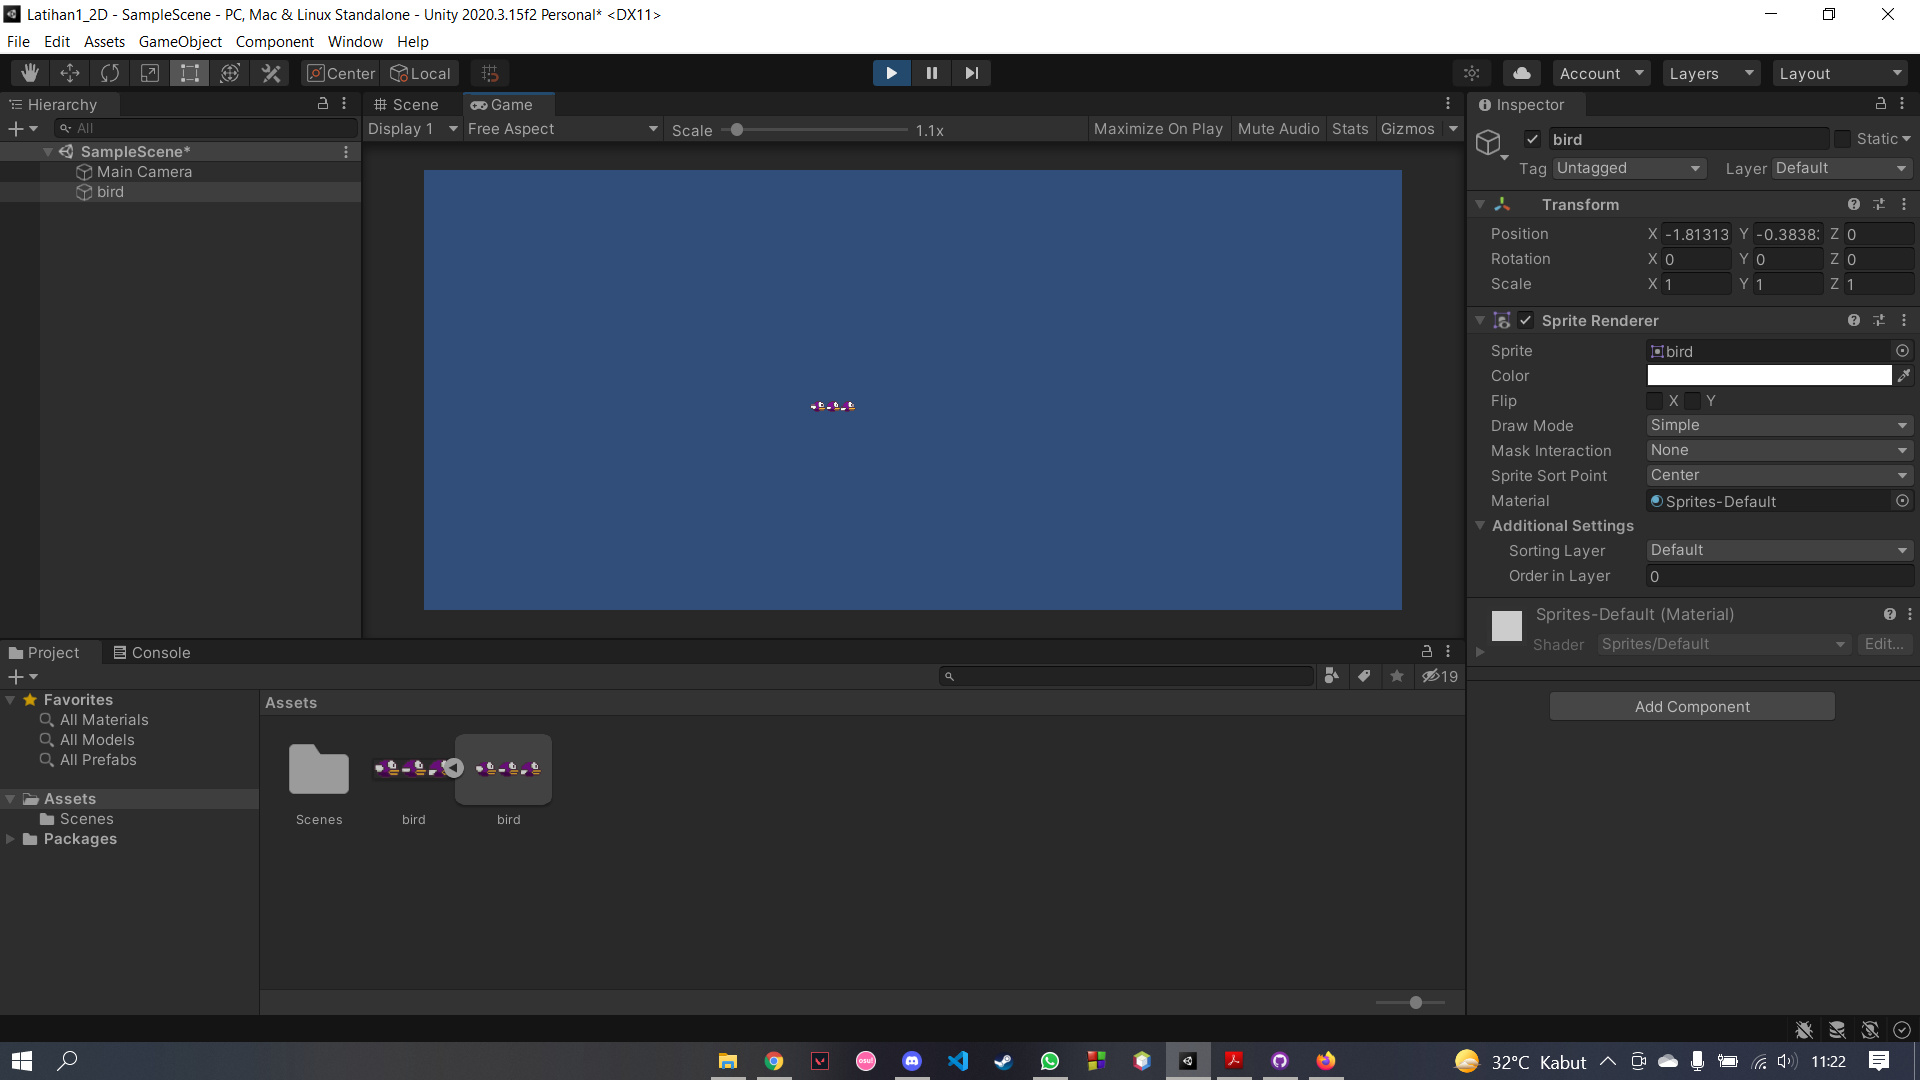 Latihan1_2D - SampleScene - PC, Mac & Linux Standalone - Unity 2020.3.15f2 Personal* <DX11>
File Edit Assets GameObject Component Window Help
Center Local Account Layers Layout
Hierarchy
All
SampleScene*
Main Camera
bird
Scene Game
Display 1 Free Aspect Scale 1.1x Maximize On Play Mute Audio Stats Gizmos
Inspector
bird Static
Tag Untagged Layer Default
Transform
Position X -1.81313 Y -0.3838 Z 0
Rotation X 0 Y 0 Z 0
Scale X 1 Y 1 Z 1
Sprite Renderer
Sprite bird
Color
Flip X Y
Draw Mode Simple
Mask Interaction None
Sprite Sort Point Center
Material Sprites-Default
Additional Settings
Sorting Layer Default
Order in Layer 0
Sprites-Default (Material)
Shader Sprites/Default Edit...
Add Component
Project Console
19
Favorites
All Materials
All Models
All Prefabs
Assets
Scenes
Packages
Assets
Scenes bird bird
osu!
32°C Kabut 11:22